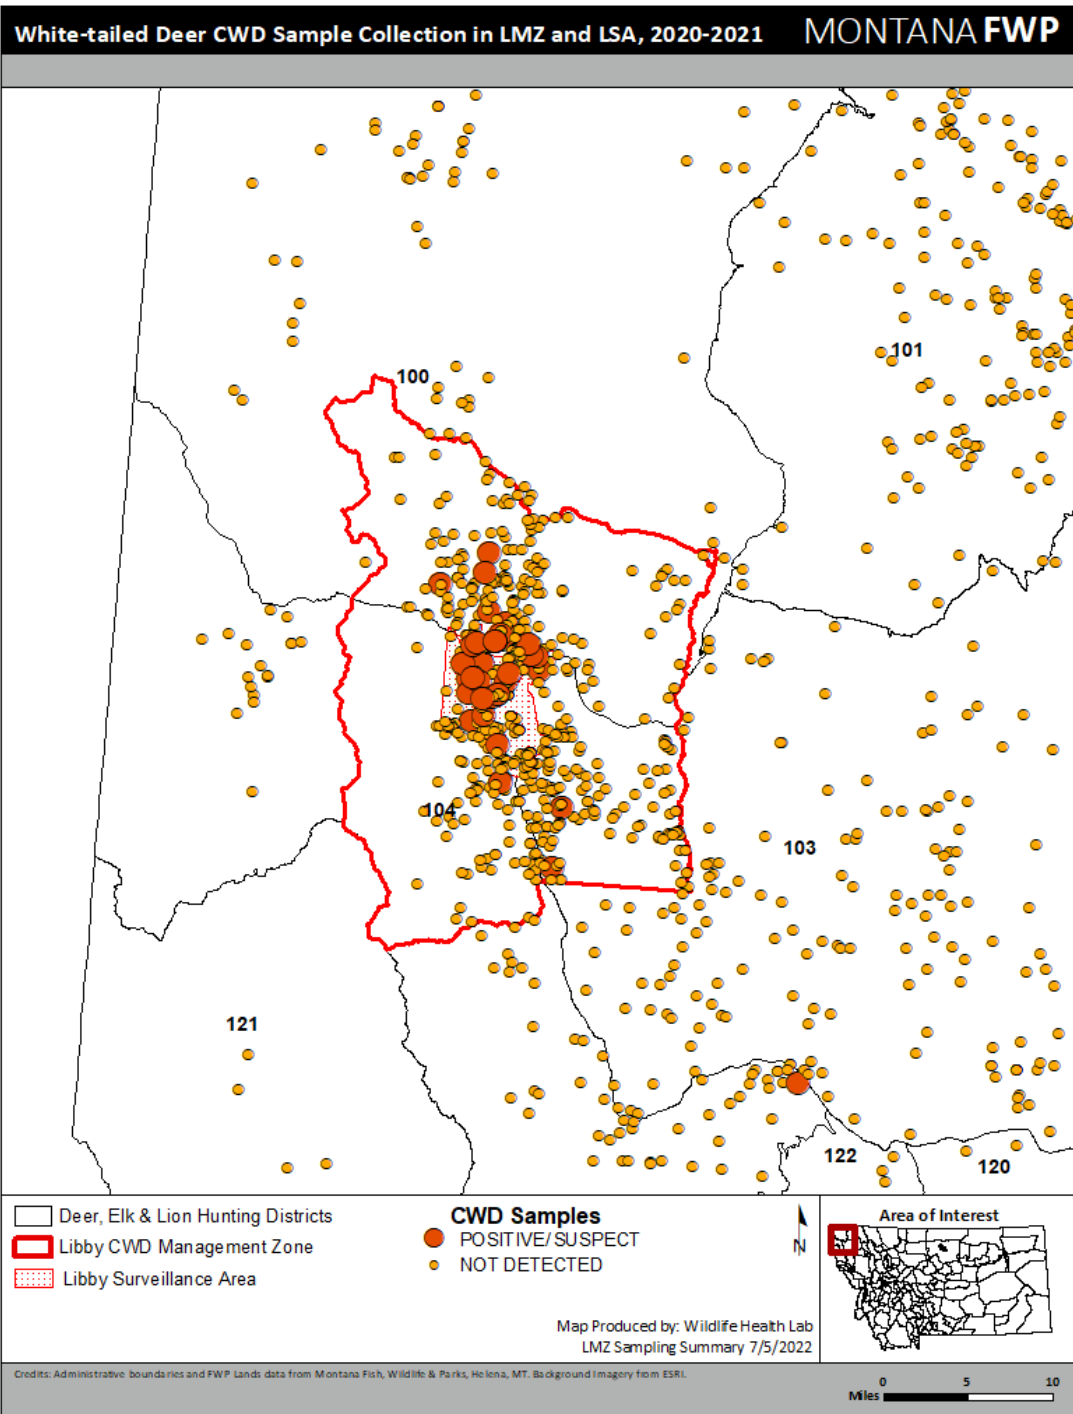 White-tailed Deer CWD Sample Collection in LMZ and LSA, 2020-2021
MONTANA FWP
100
101
104
103
121
122
120
Deer, Elk & Lion Hunting Districts
Libby CWD Management Zone
Libby Surveillance Area
CWD Samples
POSITIVE/SUSPECT
NOT DETECTED
N
Area of Interest
Map Produced by: Wildlife Health Lab
LMZ Sampling Summary 7/5/2022
Credits: Administrative boundaries and FWP Lands data from Montana Fish, Wildlife & Parks, Helena, MT. Background Imagery from ESRI.
0 5 10
Miles